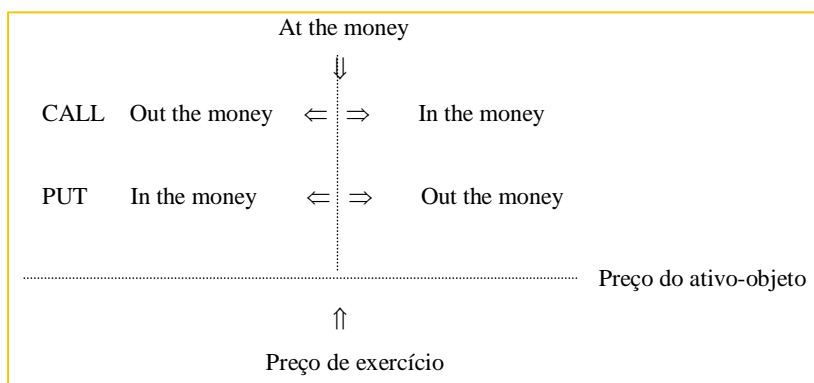 At the money
⇓
CALL Out the money ⇐ ⇒ In the money
PUT In the money ⇐ ⇒ Out the money
Preço do ativo-objeto
⇑
Preço de exercício